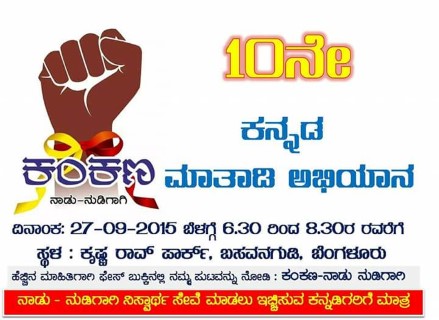 10ನೇ
ಕನ್ನಡ
ಮಾತಾಡಿ ಅಭಿಯಾನ
ಕಂಕಣ
ನಾಡು-ನುಡಿಗಾಗಿ
ದಿನಾಂಕ: 27-09-2015 ಬೆಳಗ್ಗೆ 6.30 ರಿಂದ 8.30ರ ರವರೆಗೆ
ಸ್ಥಳ : ಕೃಷ್ಣ ರಾವ್ ಪಾರ್ಕ್, ಬಸವನಗುಡಿ, ಬೆಂಗಳೂರು
ಹೆಚ್ಚಿನ ಮಾಹಿತಿಗಾಗಿ ಫೇಸ್ ಬುಕ್ಕಿನಲ್ಲಿ ನಮ್ಮ ಪುಟವನ್ನು ನೋಡಿ : ಕಂಕಣ-ನಾಡು ನುಡಿಗಾಗಿ
ನಾಡು - ನುಡಿಗಾಗಿ ನಿಸ್ವಾರ್ಥ ಸೇವೆ ಮಾಡಲು ಇಚ್ಛಿಸುವ ಕನ್ನಡಿಗರಿಗೆ ಮಾತ್ರ